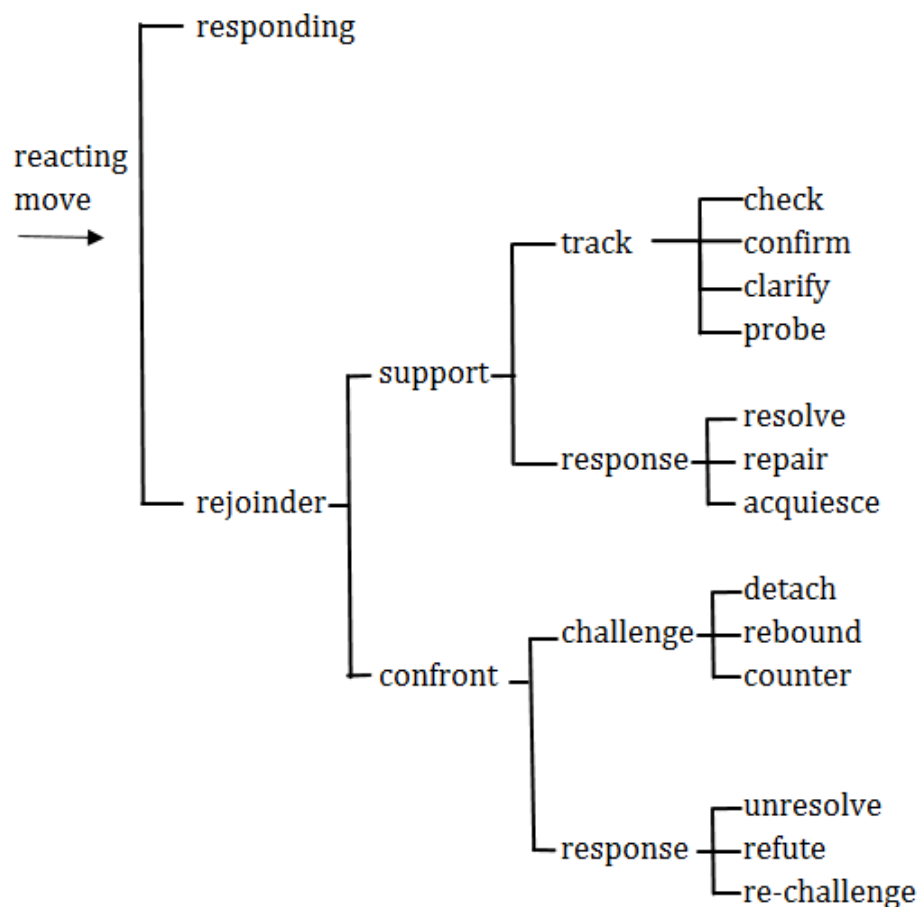 responding
reacting
move
check
track
confirm
clarify
probe
support
resolve
response
repair
rejoinder
acquiesce
detach
challenge
rebound
confront
counter
unresolve
response
refute
re-challenge